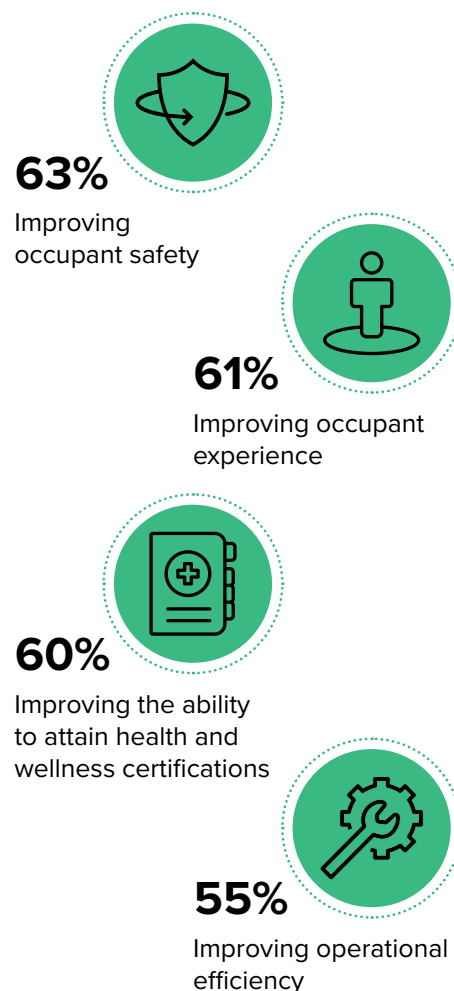 63%
Improving
occupant safety
61%
Improving occupant
experience
60%
Improving the ability
to attain health and
wellness certifications
55%
Improving operational
efficiency